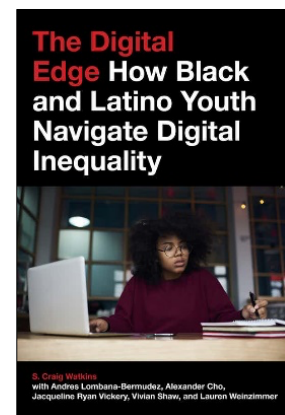 The Digital
Edge How Black
and Latino Youth
Navigate Digital
Inequality
S. Craig Watkins
with Andres Lombana-Bermudez, Alexander Cho,
Jacqueline Ryan Vickery, Vivian Shaw, and Lauren Weinzimmer